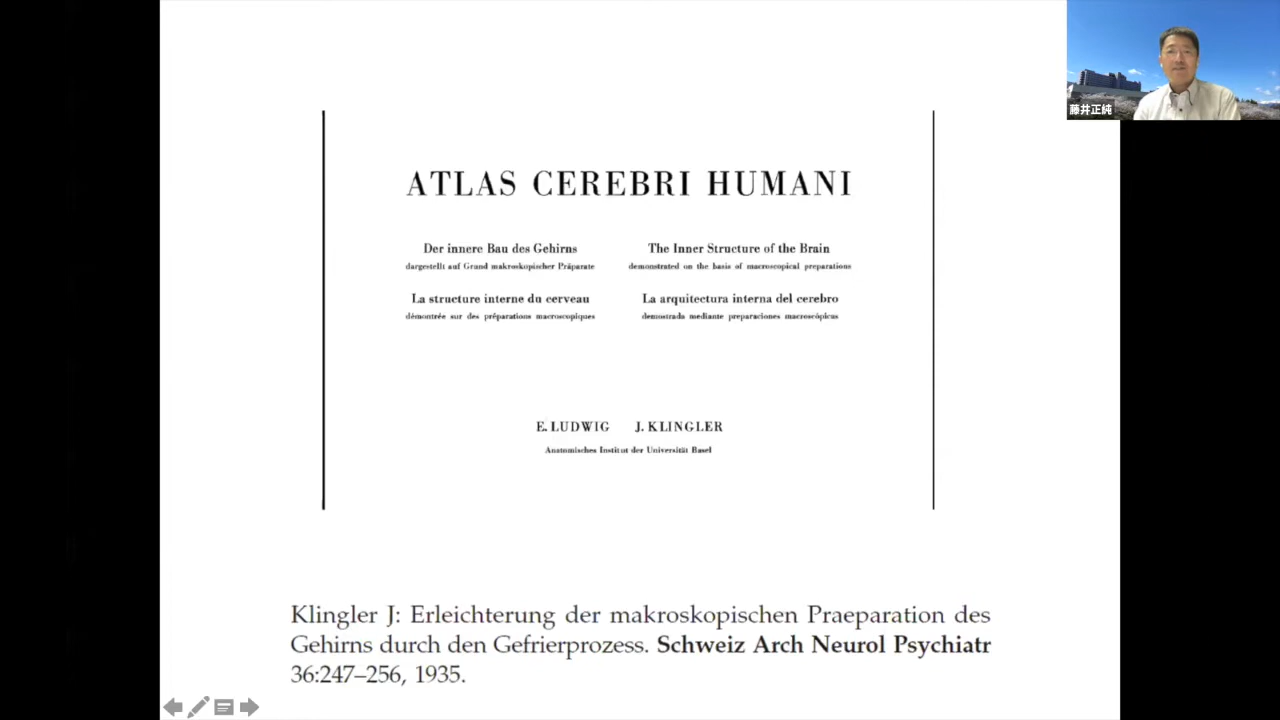 藤井正純
ATLAS CEREBRI HUMANI
Der innere Bau des Gehirns
dargestellt auf Grund makroskopischer Präparate
The Inner Structure of the Brain
demonstrated on the basis of macroscopical preparations
La structure interne du cerveau
démontrée sur des préparations macroscopiques
La arquitectura interna del cerebro
demostrada mediante preparaciones macroscópicas
E. LUDWIG J. KLINGLER
Anatomisches Institut der Universität Basel
Klingler J: Erleichterung der makroskopischen Praeparation des
Gehirns durch den Gefrierprozess. Schweiz Arch Neurol Psychiatr
36:247–256, 1935.